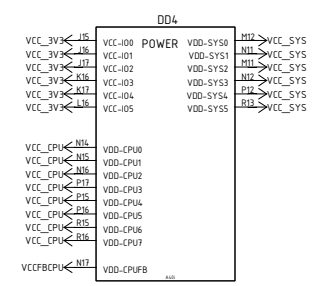 DD4
VCC_3V3 J15 VCC-IO0 POWER VDD-SYS0 M12 VCC_SYS
VCC_3V3 J16 VCC-IO1 VDD-SYS1 N11 VCC_SYS
VCC_3V3 J17 VCC-IO2 VDD-SYS2 M11 VCC_SYS
VCC_3V3 K16 VCC-IO3 VDD-SYS3 N12 VCC_SYS
VCC_3V3 K17 VCC-IO4 VDD-SYS4 P12 VCC_SYS
VCC_3V3 L16 VCC-IO5 VDD-SYS5 R13 VCC_SYS
VCC_CPU N14 VDD-CPU0
VCC_CPU N15 VDD-CPU1
VCC_CPU N16 VDD-CPU2
VCC_CPU P17 VDD-CPU3
VCC_CPU P15 VDD-CPU4
VCC_CPU P16 VDD-CPU5
VCC_CPU R15 VDD-CPU6
VCC_CPU R16 VDD-CPU7
VCCFBCPU N17 VDD-CPUFB